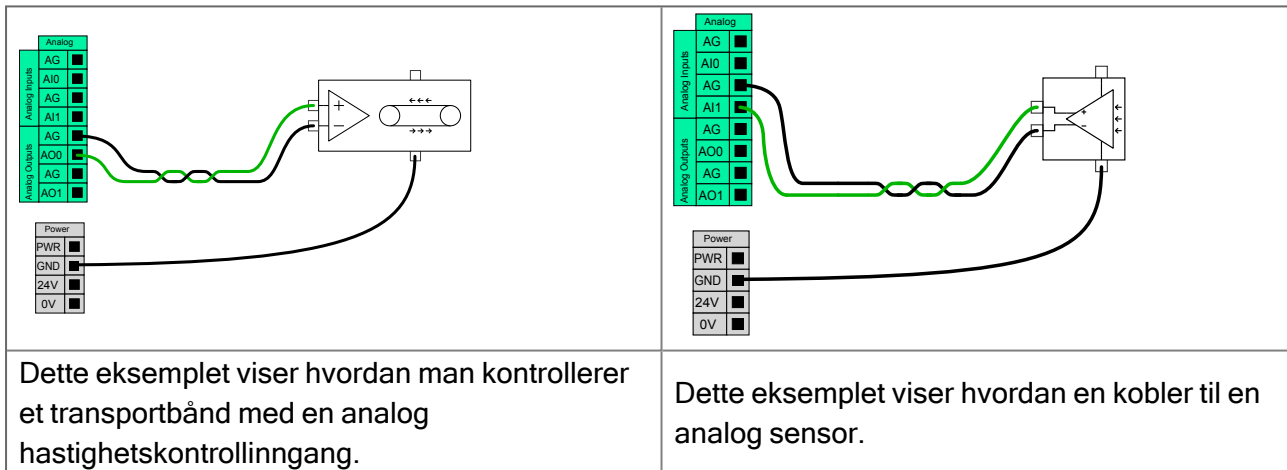 Analog
Analog Inputs
AG
AI0
AG
AI1
Analog Outputs
AG
AO0
AG
AO1
+
−
←←←
→→→
Power
PWR
GND
24V
0V
Analog
Analog Inputs
AG
AI0
AG
AI1
Analog Outputs
AG
AO0
AG
AO1
+
−
Power
PWR
GND
24V
0V
Dette eksemplet viser hvordan man kontrollerer
et transportbånd med en analog
hastighetskontrollinngang.
Dette eksemplet viser hvordan en kobler til en
analog sensor.